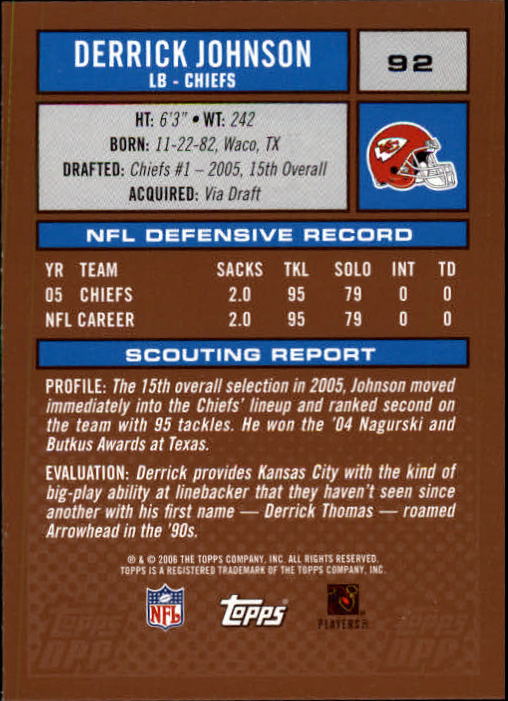 DERRICK JOHNSON
LB - CHIEFS
92
HT: 6'3" • WT: 242
BORN: 11-22-82, Waco, TX
DRAFTED: Chiefs #1 – 2005, 15th Overall
ACQUIRED: Via Draft
KC
NFL DEFENSIVE RECORD
YR TEAM SACKS TKL SOLO INT TD
05 CHIEFS 2.0 95 79 0 0
NFL CAREER 2.0 95 79 0 0
SCOUTING REPORT
PROFILE: The 15th overall selection in 2005, Johnson moved
immediately into the Chiefs' lineup and ranked second on
the team with 95 tackles. He won the '04 Nagurski and
Butkus Awards at Texas.
EVALUATION: Derrick provides Kansas City with the kind of
big-play ability at linebacker that they haven't seen since
another with his first name — Derrick Thomas — roamed
Arrowhead in the '90s.
® & © 2006 THE TOPPS COMPANY, INC. ALL RIGHTS RESERVED.
TOPPS IS A REGISTERED TRADEMARK OF THE TOPPS COMPANY, INC.
NFL
topps
PLAYERS